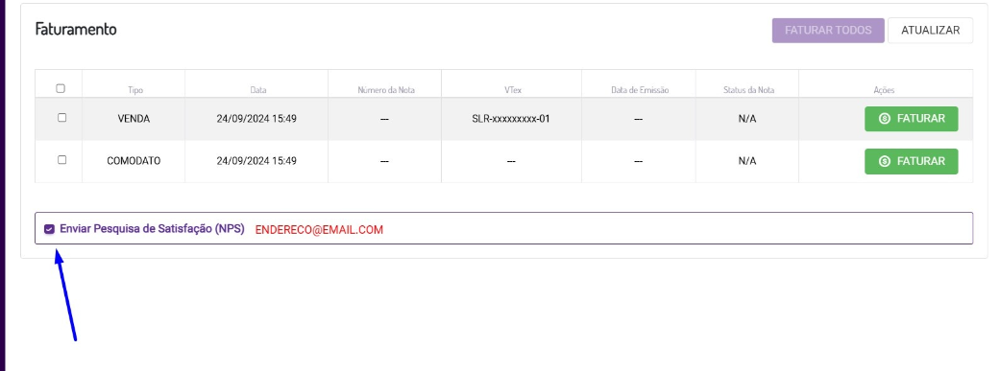 Faturamento
FATURAR TODOS ATUALIZAR
Tipo Data Número da Nota VTex Data de Emissão Status da Nota Ações
VENDA 24/09/2024 15:49 --- SLR-xxxxxxxxx-01 --- N/A FATURAR
COMODATO 24/09/2024 15:49 --- --- --- N/A FATURAR
Enviar Pesquisa de Satisfação (NPS) ENDERECO@EMAIL.COM